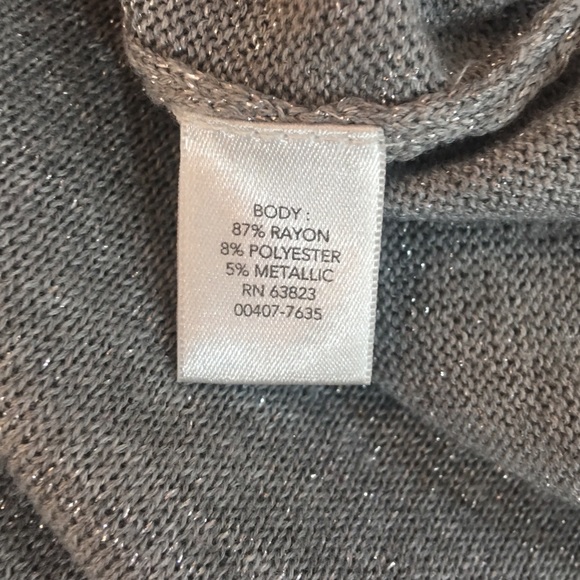 BODY :
87% RAYON
8% POLYESTER
5% METALLIC
RN 63823
00407-7635